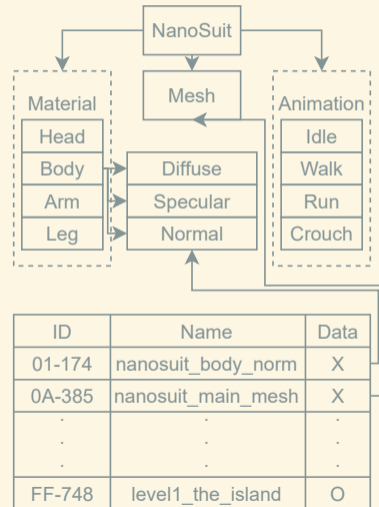 NanoSuit
Material
Head
Body
Arm
Leg
Mesh
Diffuse
Specular
Normal
Animation
Idle
Walk
Run
Crouch
ID Name Data
01-174 nanosuit_body_norm X
0A-385 nanosuit_main_mesh X
. . .
. . .
. . .
FF-748 level1_the_island O